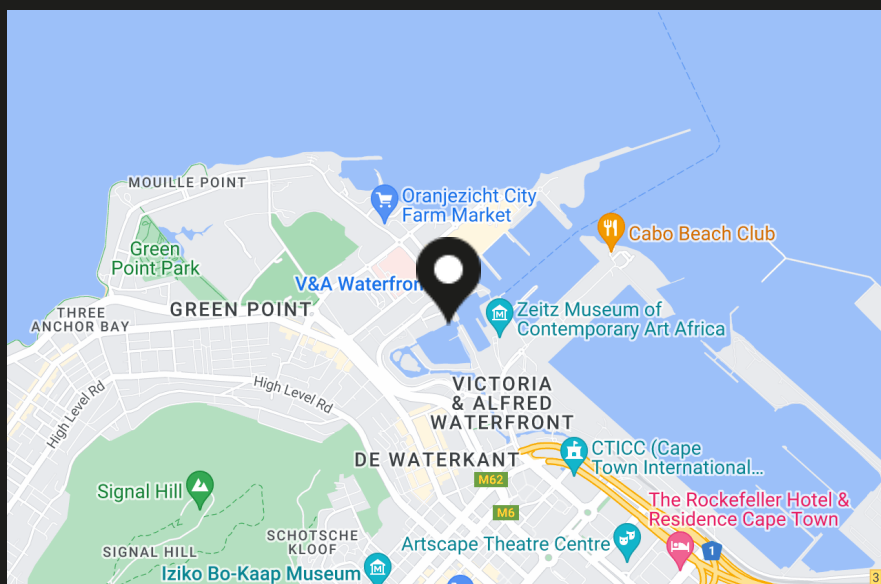 MOUILLE POINT
Oranjezicht City
Farm Market
Cabo Beach Club
Green
Point Park
V&A Waterfron
GREEN POINT
THREE
ANCHOR BAY
Zeitz Museum of
Contemporary Art Africa
High Level Rd
High Level Rd
VICTORIA
& ALFRED
WATERFRONT
DE WATERKANT
CTICC (Cape
Town International...
M62
Signal Hill
M6
The Rockefeller Hotel &
Residence Cape Town
SCHOTSCHE
KLOOF
SIGNAL HILL
Artscape Theatre Centre
1
Iziko Bo-Kaap Museum
3